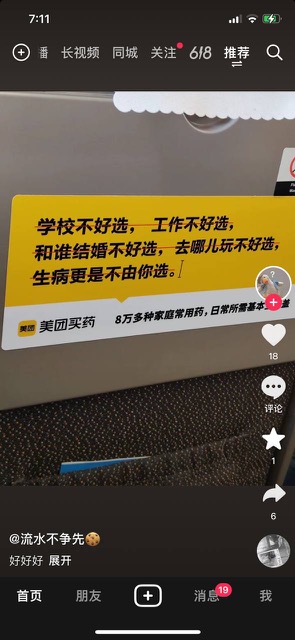 7:11
播
长视频
同城
关注
618
推荐
学校不好选，工作不好选，
和谁结婚不好选，去哪儿玩不好选，
生病更是不由你选。
美团
美团买药
8万多种家庭常用药，日常所需基本
盖
18
评论
1
6
@流水不争先🍪
好好好 展开
首页
朋友
消息
19
我